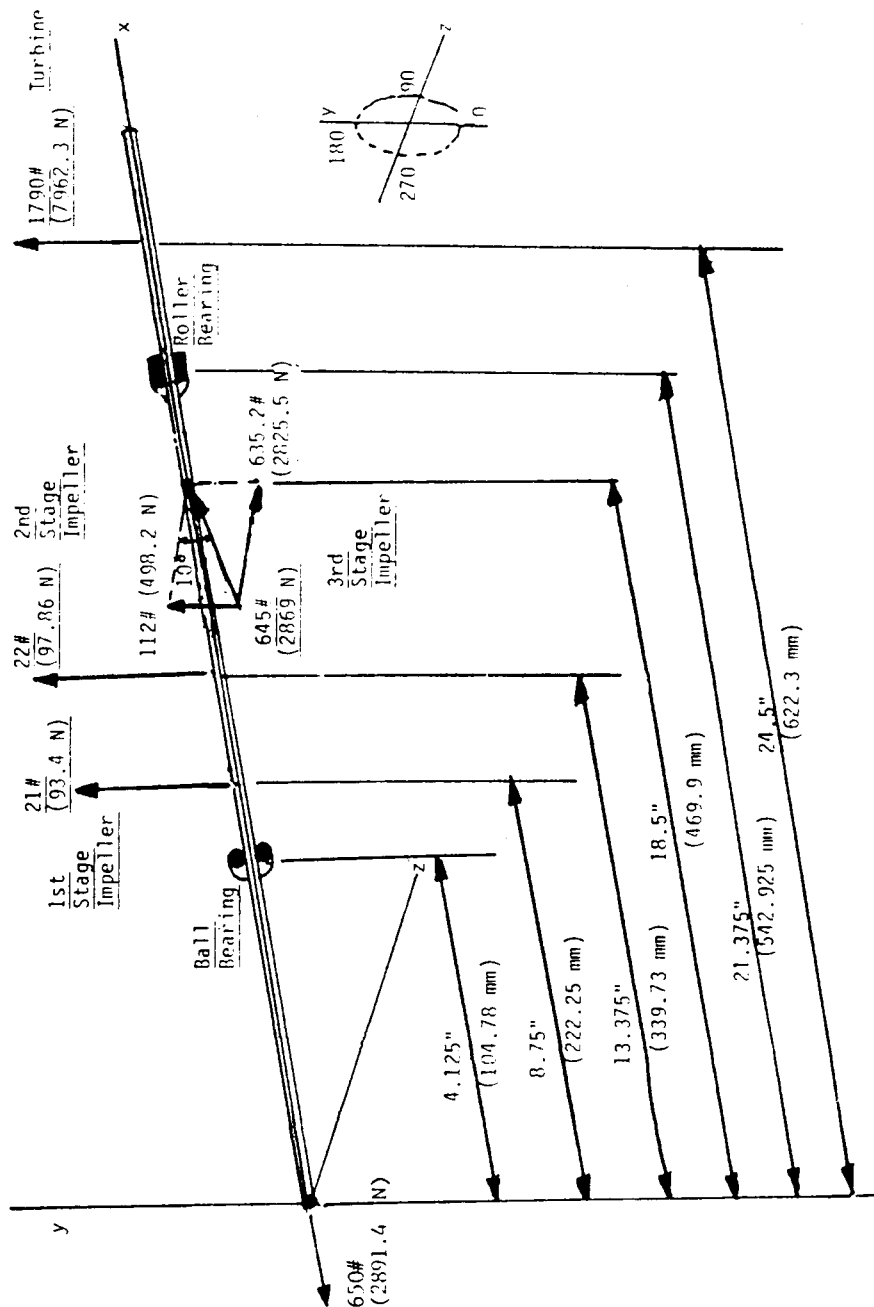 Turbine
x
1790#
(7962.3 N)
Roller
Bearing
2nd
Stage
Impeller
22#
(97.86 N)
112# (498.2 N)
10°
635.2#
(2825.5 N)
645#
(2869 N)
3rd
Stage
Impeller
21#
(93.4 N)
1st
Stage
Impeller
Ball
Bearing
y
z
180
y
90
z
270
0
650#
(2891.4 N)
4.125"
(104.78 mm)
8.75"
(222.25 mm)
13.375"
(339.73 mm)
18.5"
(469.9 mm)
21.375"
(542.925 mm)
24.5"
(622.3 mm)